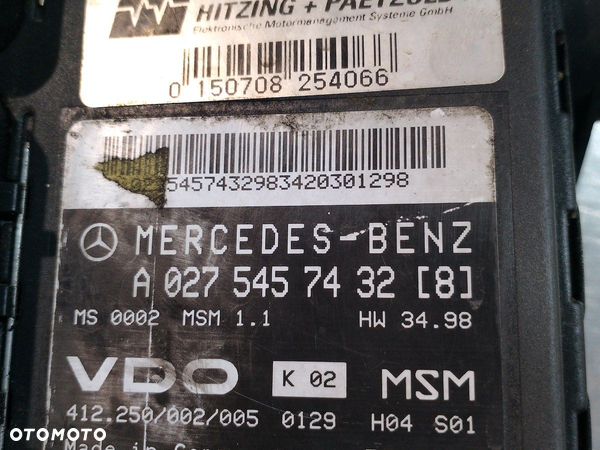 HITZING + PAETZOLD
Elektronische Motormanagement Systeme GmbH
0 150708 254066
5457432983420301298
MERCEDES-BENZ
A 027 545 74 32 [8]
MS 0002 MSM 1.1 HW 34.98
VDO K 02 MSM
412.250/002/005 0129 H04 S01
Made in
OTOMOTO